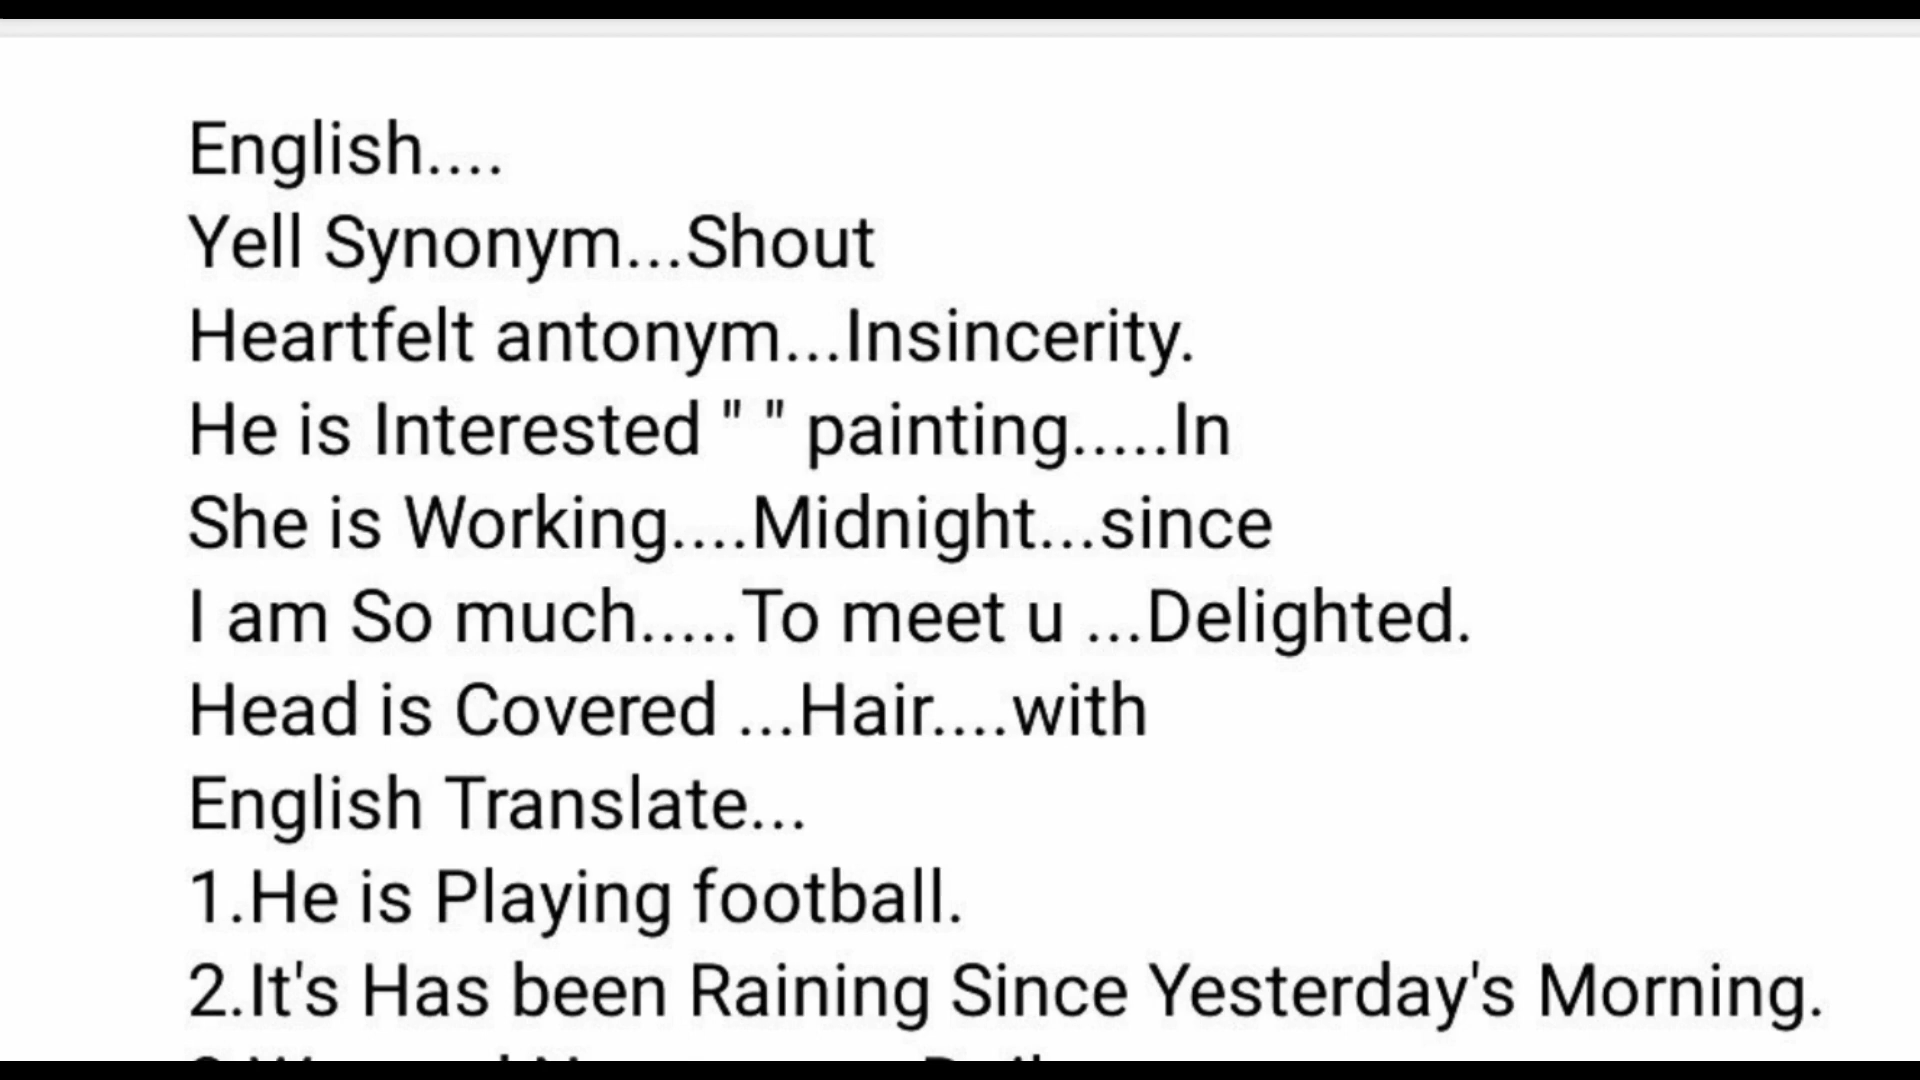 English....
Yell Synonym...Shout
Heartfelt antonym...Insincerity.
He is Interested " " painting.....In
She is Working....Midnight...since
I am So much.....To meet u ...Delighted.
Head is Covered ...Hair....with
English Translate...
1.He is Playing football.
2.It's Has been Raining Since Yesterday's Morning.